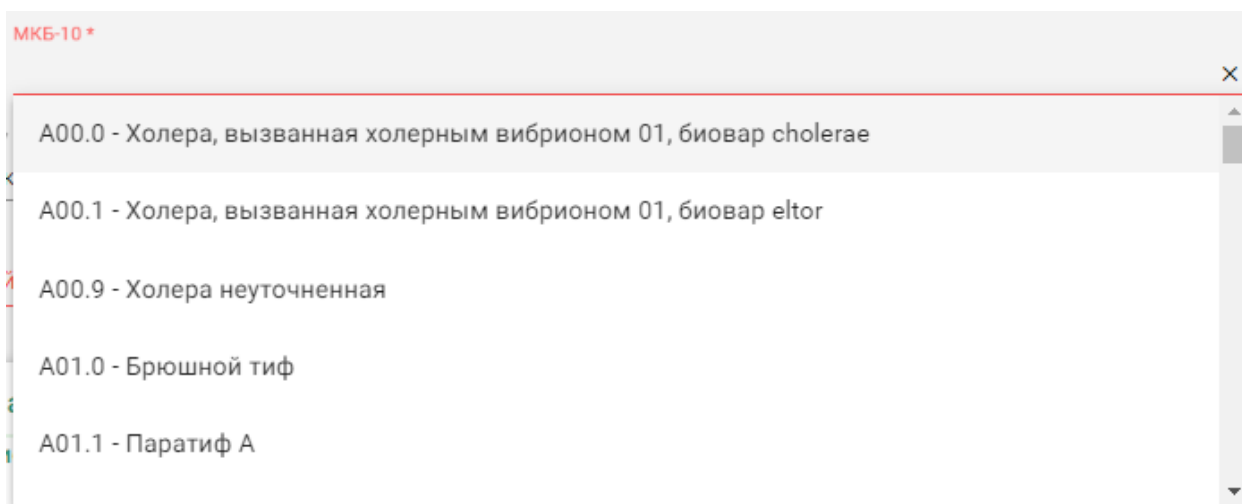 МКБ-10 *
A00.0 - Холера, вызванная холерным вибрионом 01, биовар cholerae
A00.1 - Холера, вызванная холерным вибрионом 01, биовар eltor
A00.9 - Холера неуточненная
A01.0 - Брюшной тиф
A01.1 - Паратиф A